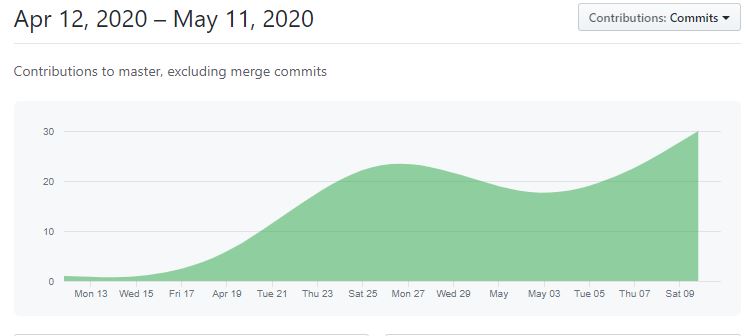 Apr 12, 2020 – May 11, 2020
Contributions: Commits
Contributions to master, excluding merge commits
30
20
10
0
Mon 13 Wed 15 Fri 17 Apr 19 Tue 21 Thu 23 Sat 25 Mon 27 Wed 29 May May 03 Tue 05 Thu 07 Sat 09